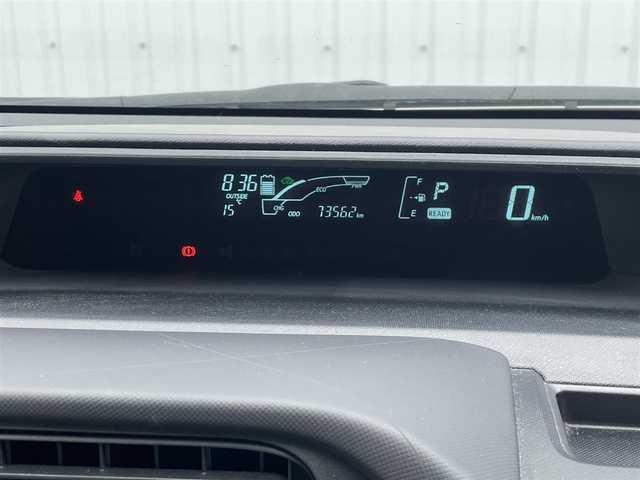 8:36
OUTSIDE
15 °C
ECO
PWR
CHG
ODO 73562 km
F
E
P
READY
0 km/h